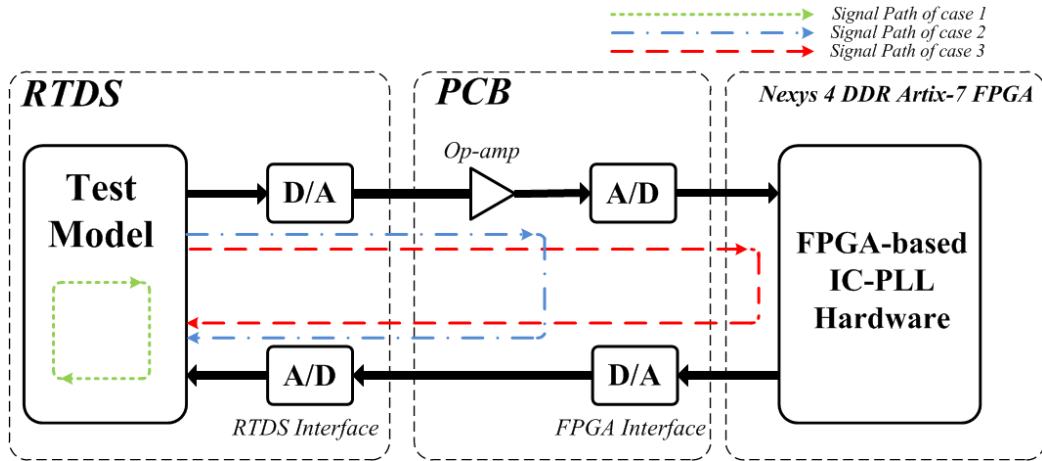 Signal Path of case 1
Signal Path of case 2
Signal Path of case 3
RTDS
PCB
Nexys 4 DDR Artix-7 FPGA
Op-amp
Test
Model
D/A
A/D
FPGA-based
IC-PLL
Hardware
A/D
D/A
RTDS Interface
FPGA Interface